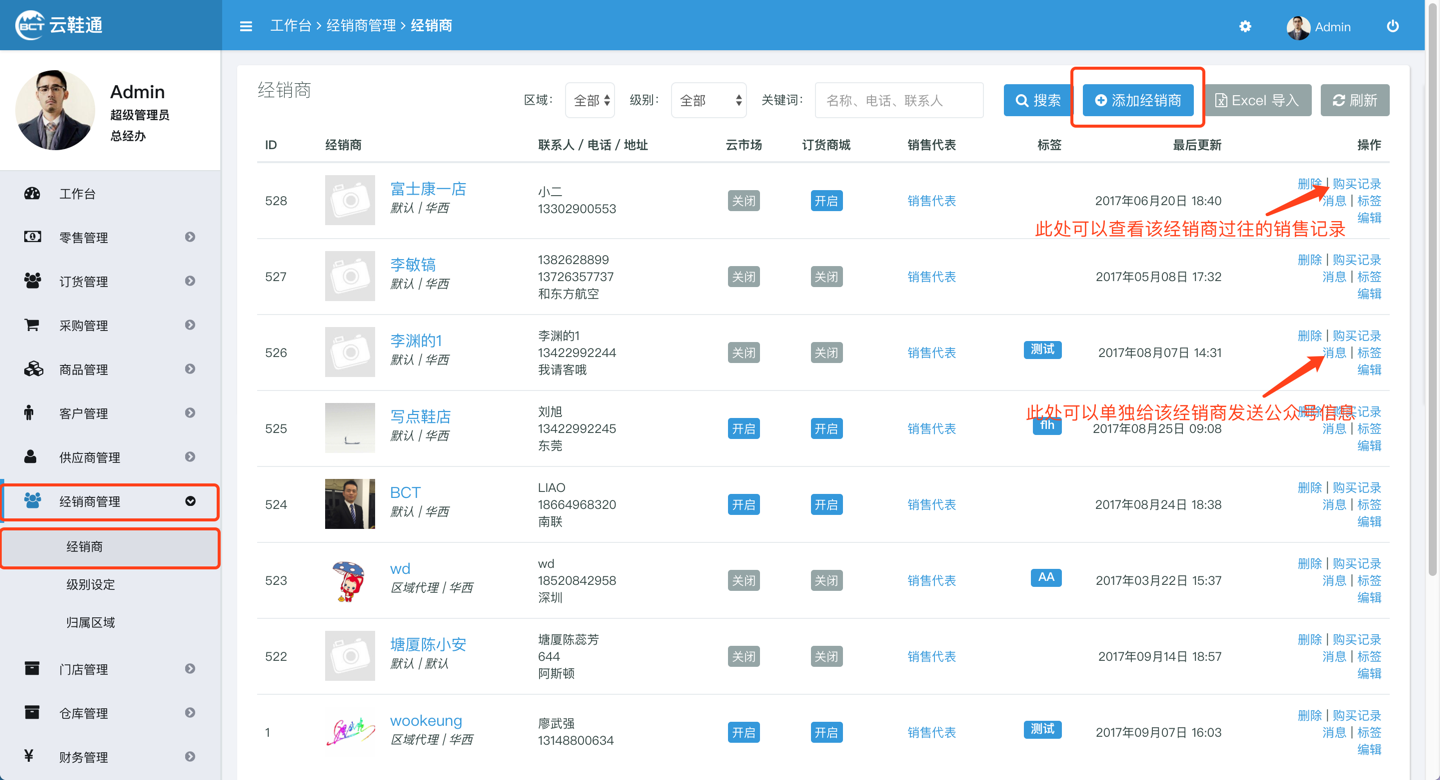 BCT 云鞋通
工作台 > 经销商管理 > 经销商
Admin
Admin
超级管理员
总经办
工作台
零售管理
订货管理
采购管理
商品管理
客户管理
供应商管理
经销商管理
经销商
级别设定
归属区域
门店管理
仓库管理
财务管理
经销商
区域: 全部 级别: 全部 关键词: 名称、电话、联系人 搜索 添加经销商 Excel 导入 刷新
ID 经销商 联系人 / 电话 / 地址 云市场 订货商城 销售代表 标签 最后更新 操作
528 富士康一店 默认 | 华西
小二
13302900553
关闭 开启 销售代表 2017年06月20日 18:40
删除 | 购买记录
消息 | 标签
编辑
此处可以查看该经销商过往的销售记录
527 李敏镐 默认 | 华西
1382628899
13726357737
和东方航空
关闭 关闭 销售代表 2017年05月08日 17:32
删除 | 购买记录
消息 | 标签
编辑
526 李渊的1 默认 | 华西
李渊的1
13422992244
我请客哦
关闭 关闭 销售代表 测试 2017年08月07日 14:31
删除 | 购买记录
消息 | 标签
编辑
此处可以单独给该经销商发送公众号信息
525 写点鞋店 默认 | 华西
刘旭
13422992245
东莞
开启 开启 销售代表 flh 2017年08月25日 09:08
删除 | 购买记录
消息 | 标签
编辑
524 BCT 默认 | 华西
LIAO
18664968320
南联
开启 开启 销售代表 2017年08月24日 18:38
删除 | 购买记录
消息 | 标签
编辑
523 wd 区域代理 | 华西
wd
18520842958
深圳
关闭 关闭 销售代表 AA 2017年03月22日 15:37
删除 | 购买记录
消息 | 标签
编辑
522 塘厦陈小安 默认 | 默认
塘厦陈蕊芳
644
阿斯顿
关闭 关闭 销售代表 2017年09月14日 18:57
删除 | 购买记录
消息 | 标签
编辑
1 wookeung 区域代理 | 华西
廖武强
13148800634
开启 开启 销售代表 测试 2017年09月07日 16:03
删除 | 购买记录
消息 | 标签
编辑